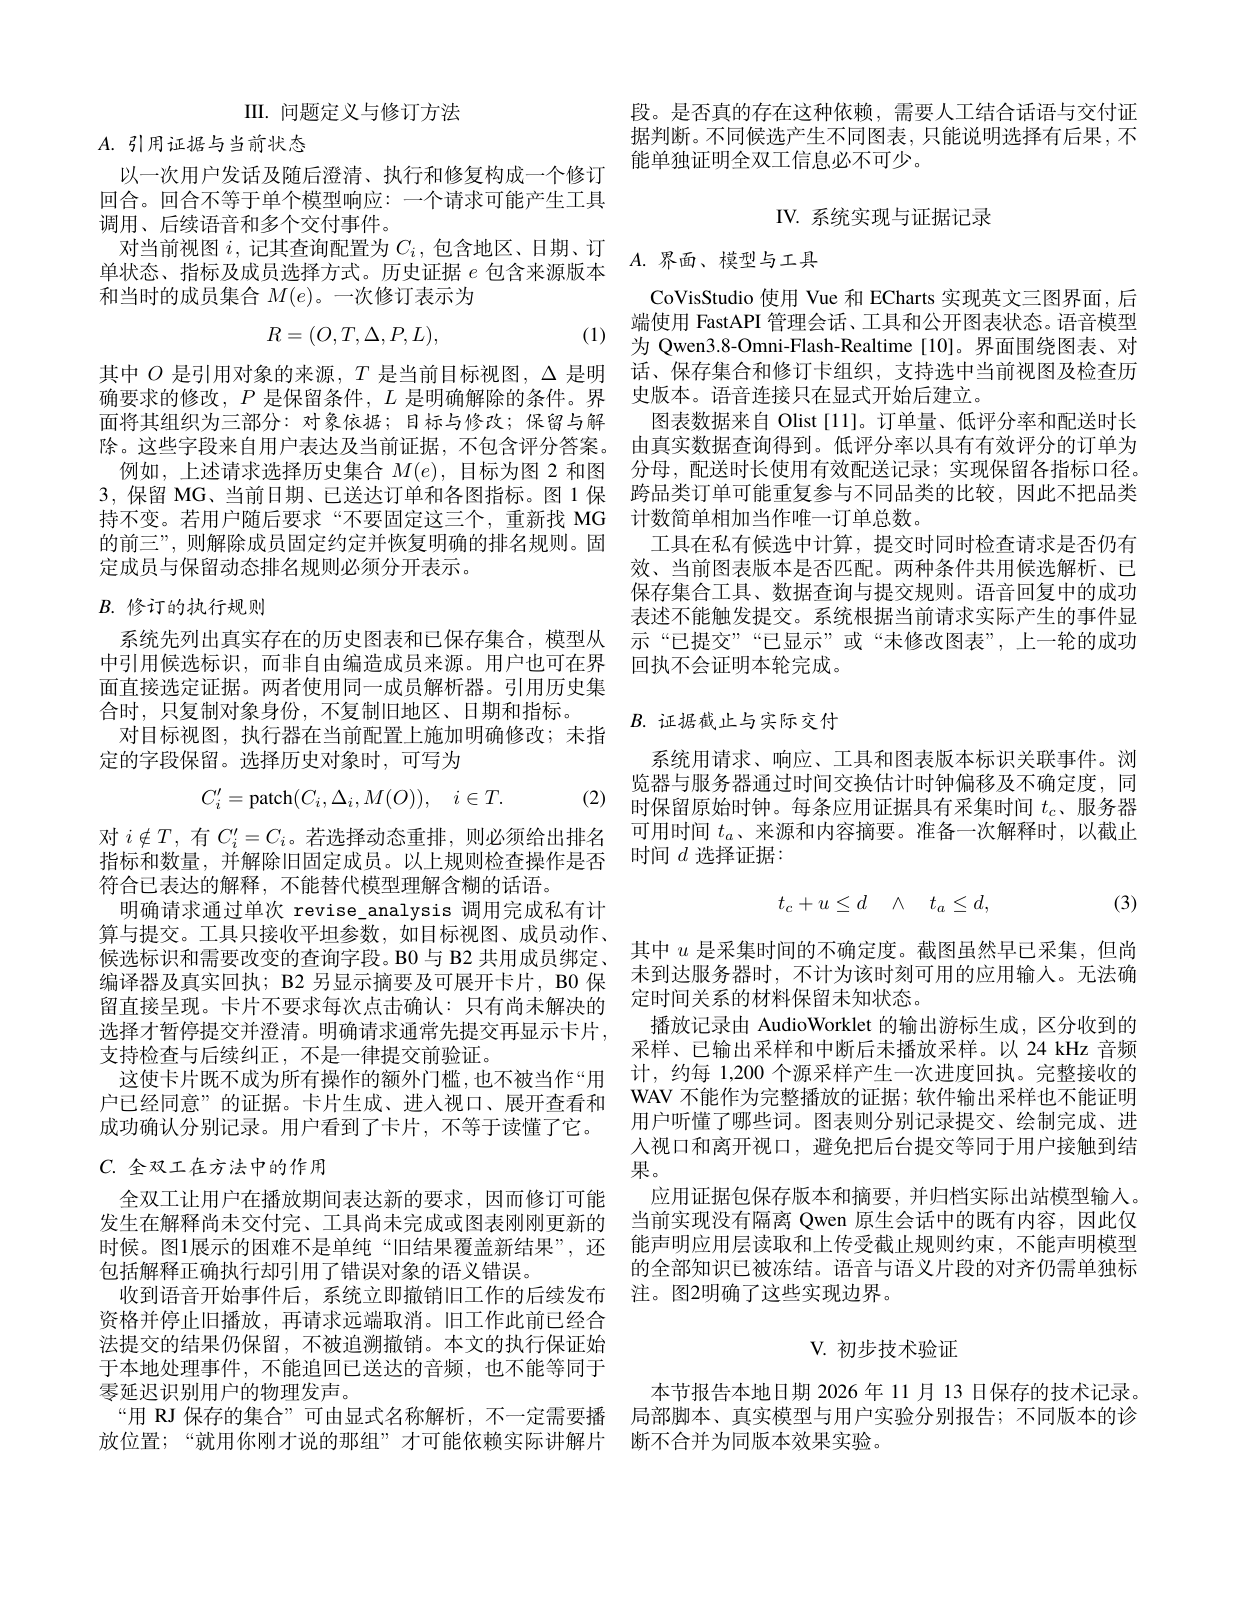 III. 问题定义与修订方法
A. 引用证据与当前状态
以一次用户发话及随后澄清、执行和修复构成一个修订
回合。回合不等于单个模型响应：一个请求可能产生工具
调用、后续语音和多个交付事件。
对当前视图 i，记其查询配置为 C_i，包含地区、日期、订
单状态、指标及成员选择方式。历史证据 e 包含来源版本
和当时的成员集合 M(e)。一次修订表示为
R = (O, T, Δ, P, L), (1)
其中 O 是引用对象的来源，T 是当前目标视图，Δ 是明
确要求的修改，P 是保留条件，L 是明确解除的条件。界
面将其组织为三部分：对象依据；目标与修改；保留与解
除。这些字段来自用户表达及当前证据，不包含评分答案。
例如，上述请求选择历史集合 M(e)，目标为图 2 和图
3，保留 MG、当前日期、已送达订单和各图指标。图 1 保
持不变。若用户随后要求 “不要固定这三个，重新找 MG
的前三”，则解除成员固定约定并恢复明确的排名规则。固
定成员与保留动态排名规则必须分开表示。
B. 修订的执行规则
系统先列出真实存在的历史图表和已保存集合，模型从
中引用候选标识，而非自由编造成员来源。用户也可在界
面直接选定证据。两者使用同一成员解析器。引用历史集
合时，只复制对象身份，不复制旧地区、日期和指标。
对目标视图，执行器在当前配置上施加明确修改；未指
定的字段保留。选择历史对象时，可写为
C′_i = patch(C_i, Δ_i, M(O)), i ∈ T. (2)
对 i ∉ T，有 C′_i = C_i。若选择动态重排，则必须给出排名
指标和数量，并解除旧固定成员。以上规则检查操作是否
符合已表达的解释，不能替代模型理解含糊的话语。
明确请求通过单次 revise_analysis 调用完成私有计
算与提交。工具只接收平坦参数，如目标视图、成员动作、
候选标识和需要改变的查询字段。B0 与 B2 共用成员绑定、
编译器及真实回执；B2 另显示摘要及可展开卡片，B0 保
留直接呈现。卡片不要求每次点击确认：只有尚未解决的
选择才暂停提交并澄清。明确请求通常先提交再显示卡片，
支持检查与后续纠正，不是一律提交前验证。
这使卡片既不成为所有操作的额外门槛，也不被当作“用
户已经同意” 的证据。卡片生成、进入视口、展开查看和
成功确认分别记录。用户看到了卡片，不等于读懂了它。
C. 全双工在方法中的作用
全双工让用户在播放期间表达新的要求，因而修订可能
发生在解释尚未交付完、工具尚未完成或图表刚刚更新的
时候。图1展示的困难不是单纯 “旧结果覆盖新结果”，还
包括解释正确执行却引用了错误对象的语义错误。
收到语音开始事件后，系统立即撤销旧工作的后续发布
资格并停止旧播放，再请求远端取消。旧工作此前已经合
法提交的结果仍保留，不被追溯撤销。本文的执行保证始
于本地处理事件，不能追回已送达的音频，也不能等同于
零延迟识别用户的物理发声。
“用 RJ 保存的集合” 可由显式名称解析，不一定需要播
放位置；“就用你刚才说的那组” 才可能依赖实际讲解片
段。是否真的存在这种依赖，需要人工结合话语与交付证
据判断。不同候选产生不同图表，只能说明选择有后果，不
能单独证明全双工信息必不可少。
IV. 系统实现与证据记录
A. 界面、模型与工具
CoVisStudio 使用 Vue 和 ECharts 实现英文三图界面，后
端使用 FastAPI 管理会话、工具和公开图表状态。语音模型
为 Qwen3.8-Omni-Flash-Realtime [10]。界面围绕图表、对
话、保存集合和修订卡组织，支持选中当前视图及检查历
史版本。语音连接只在显式开始后建立。
图表数据来自 Olist [11]。订单量、低评分率和配送时长
由真实数据查询得到。低评分率以具有有效评分的订单为
分母，配送时长使用有效配送记录；实现保留各指标口径。
跨品类订单可能重复参与不同品类的比较，因此不把品类
计数简单相加当作唯一订单总数。
工具在私有候选中计算，提交时同时检查请求是否仍有
效、当前图表版本是否匹配。两种条件共用候选解析、已
保存集合工具、数据查询与提交规则。语音回复中的成功
表述不能触发提交。系统根据当前请求实际产生的事件显
示 “已提交” “已显示” 或 “未修改图表”，上一轮的成功
回执不会证明本轮完成。
B. 证据截止与实际交付
系统用请求、响应、工具和图表版本标识关联事件。浏
览器与服务器通过时间交换估计时钟偏移及不确定度，同
时保留原始时钟。每条应用证据具有采集时间 t_c、服务器
可用时间 t_a、来源和内容摘要。准备一次解释时，以截止
时间 d 选择证据：
t_c + u ≤ d ∧ t_a ≤ d, (3)
其中 u 是采集时间的不确定度。截图虽然早已采集，但尚
未到达服务器时，不计为该时刻可用的应用输入。无法确
定时间关系的材料保留未知状态。
播放记录由 AudioWorklet 的输出游标生成，区分收到的
采样、已输出采样和中断后未播放采样。以 24 kHz 音频
计，约每 1,200 个源采样产生一次进度回执。完整接收的
WAV 不能作为完整播放的证据；软件输出采样也不能证明
用户听懂了哪些词。图表则分别记录提交、绘制完成、进
入视口和离开视口，避免把后台提交等同于用户接触到结
果。
应用证据包保存版本和摘要，并归档实际出站模型输入。
当前实现没有隔离 Qwen 原生会话中的既有内容，因此仅
能声明应用层读取和上传受截止规则约束，不能声明模型
的全部知识已被冻结。语音与语义片段的对齐仍需单独标
注。图2明确了这些实现边界。
V. 初步技术验证
本节报告本地日期 2026 年 11 月 13 日保存的技术记录。
局部脚本、真实模型与用户实验分别报告；不同版本的诊
断不合并为同版本效果实验。